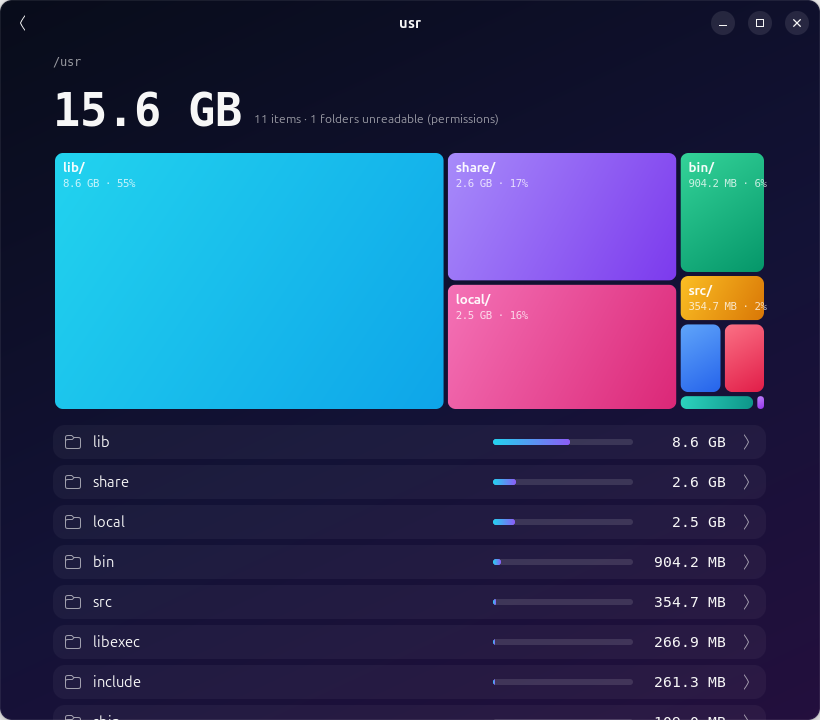 usr
/usr
15.6 GB 11 items · 1 folders unreadable (permissions)
lib/
8.6 GB · 55%
share/
2.6 GB · 17%
local/
2.5 GB · 16%
bin/
904.2 MB · 6%
src/
354.7 MB · 2%
lib 8.6 GB
share 2.6 GB
local 2.5 GB
bin 904.2 MB
src 354.7 MB
libexec 266.9 MB
include 261.3 MB